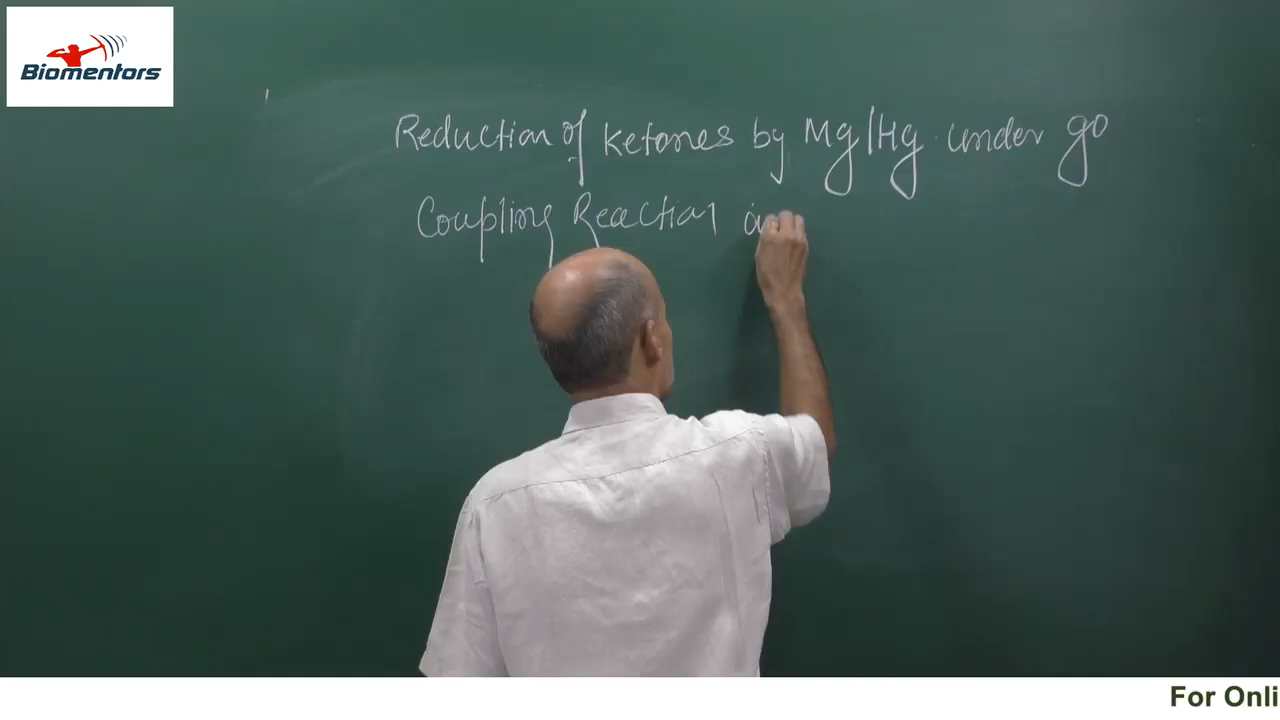 Biomentors
Reduction of ketones by Mg/Hg under go
Coupling Reaction
For Onli